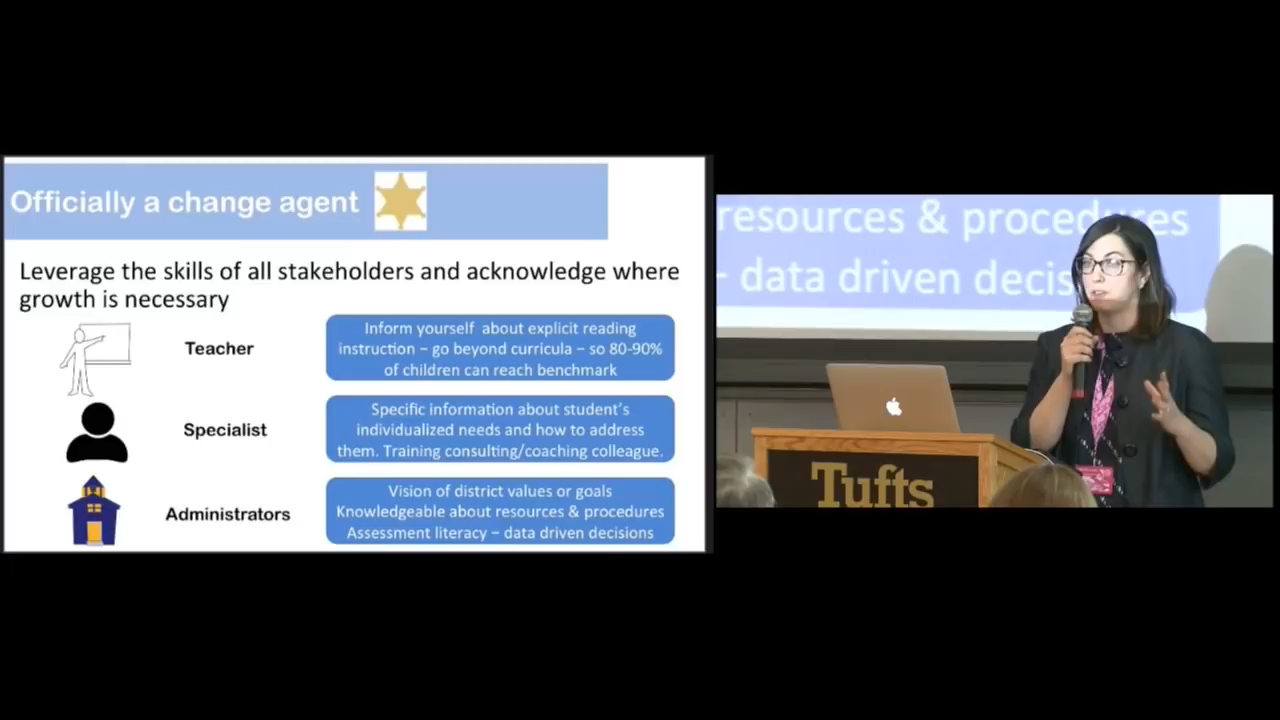 Officially a change agent
Leverage the skills of all stakeholders and acknowledge where
growth is necessary
Teacher
Inform yourself about explicit reading
instruction – go beyond curricula – so 80-90%
of children can reach benchmark
Specialist
Specific information about student's
individualized needs and how to address
them. Training consulting/coaching colleague.
Administrators
Vision of district values or goals
Knowledgeable about resources & procedures
Assessment literacy – data driven decisions
resources & procedures
– data driven decis
Tufts